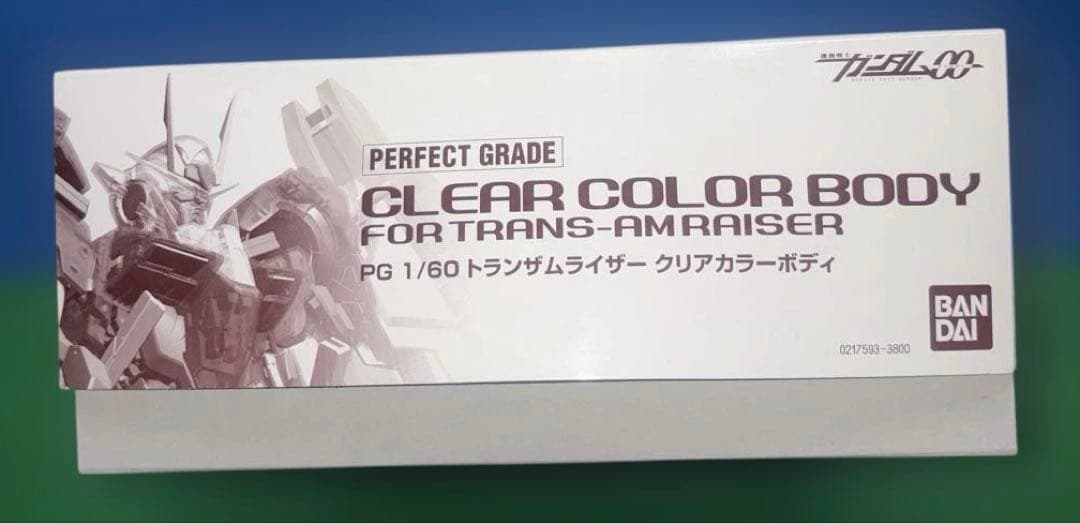 機動戦士
ガンダム00
PERFECT GRADE
CLEAR COLOR BODY
FOR TRANS-AM RAISER
PG 1/60 トランザムライザー クリアカラーボディ
BAN
DAI
0217593-3800